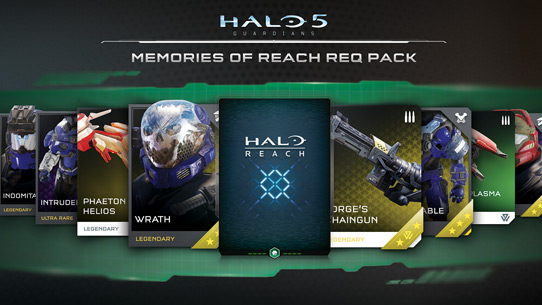 HALO 5
GUARDIANS
MEMORIES OF REACH REQ PACK
INDOMITA
LEGENDARY
INTRUDE
ULTRA RARE
PHAETON
HELIOS
LEGENDARY
WRATH
LEGENDARY
HALO
REACH
ORGE'S
HAINGUN
LEGENDARY
ABLE
LASMA